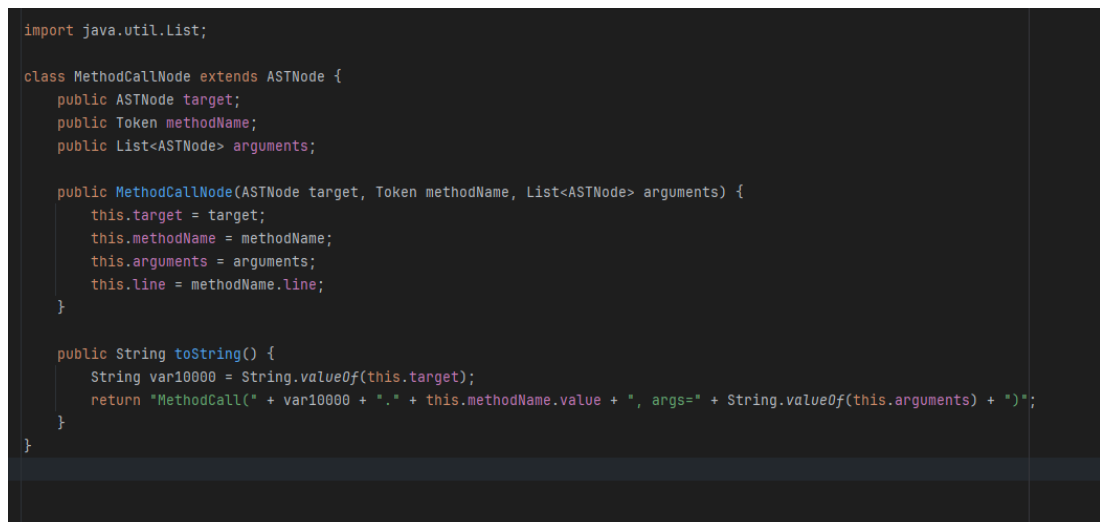 import java.util.List;
class MethodCallNode extends ASTNode {
    public ASTNode target;
    public Token methodName;
    public List<ASTNode> arguments;
    public MethodCallNode(ASTNode target, Token methodName, List<ASTNode> arguments) {
        this.target = target;
        this.methodName = methodName;
        this.arguments = arguments;
        this.line = methodName.line;
    }
    public String toString() {
        String var10000 = String.valueOf(this.target);
        return "MethodCall(" + var10000 + "." + this.methodName.value + ", args=" + String.valueOf(this.arguments) + ")";
    }
}